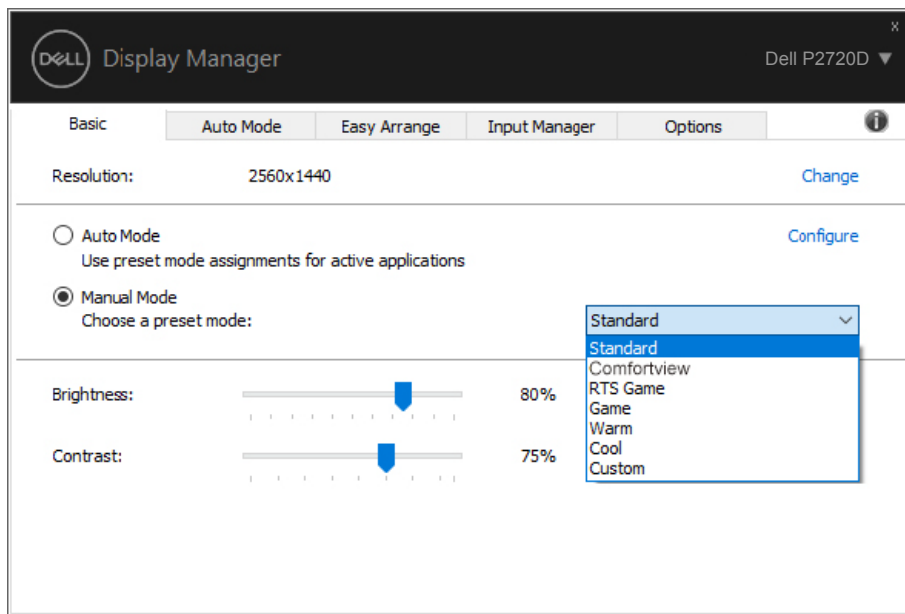 x
DELL Display Manager Dell P2720D ▼
Basic Auto Mode Easy Arrange Input Manager Options i
Resolution: 2560x1440 Change
Auto Mode Configure
Use preset mode assignments for active applications
Manual Mode
Choose a preset mode: Standard
Standard
Comfortview
RTS Game
Game
Warm
Cool
Custom
Brightness: 80%
Contrast: 75%